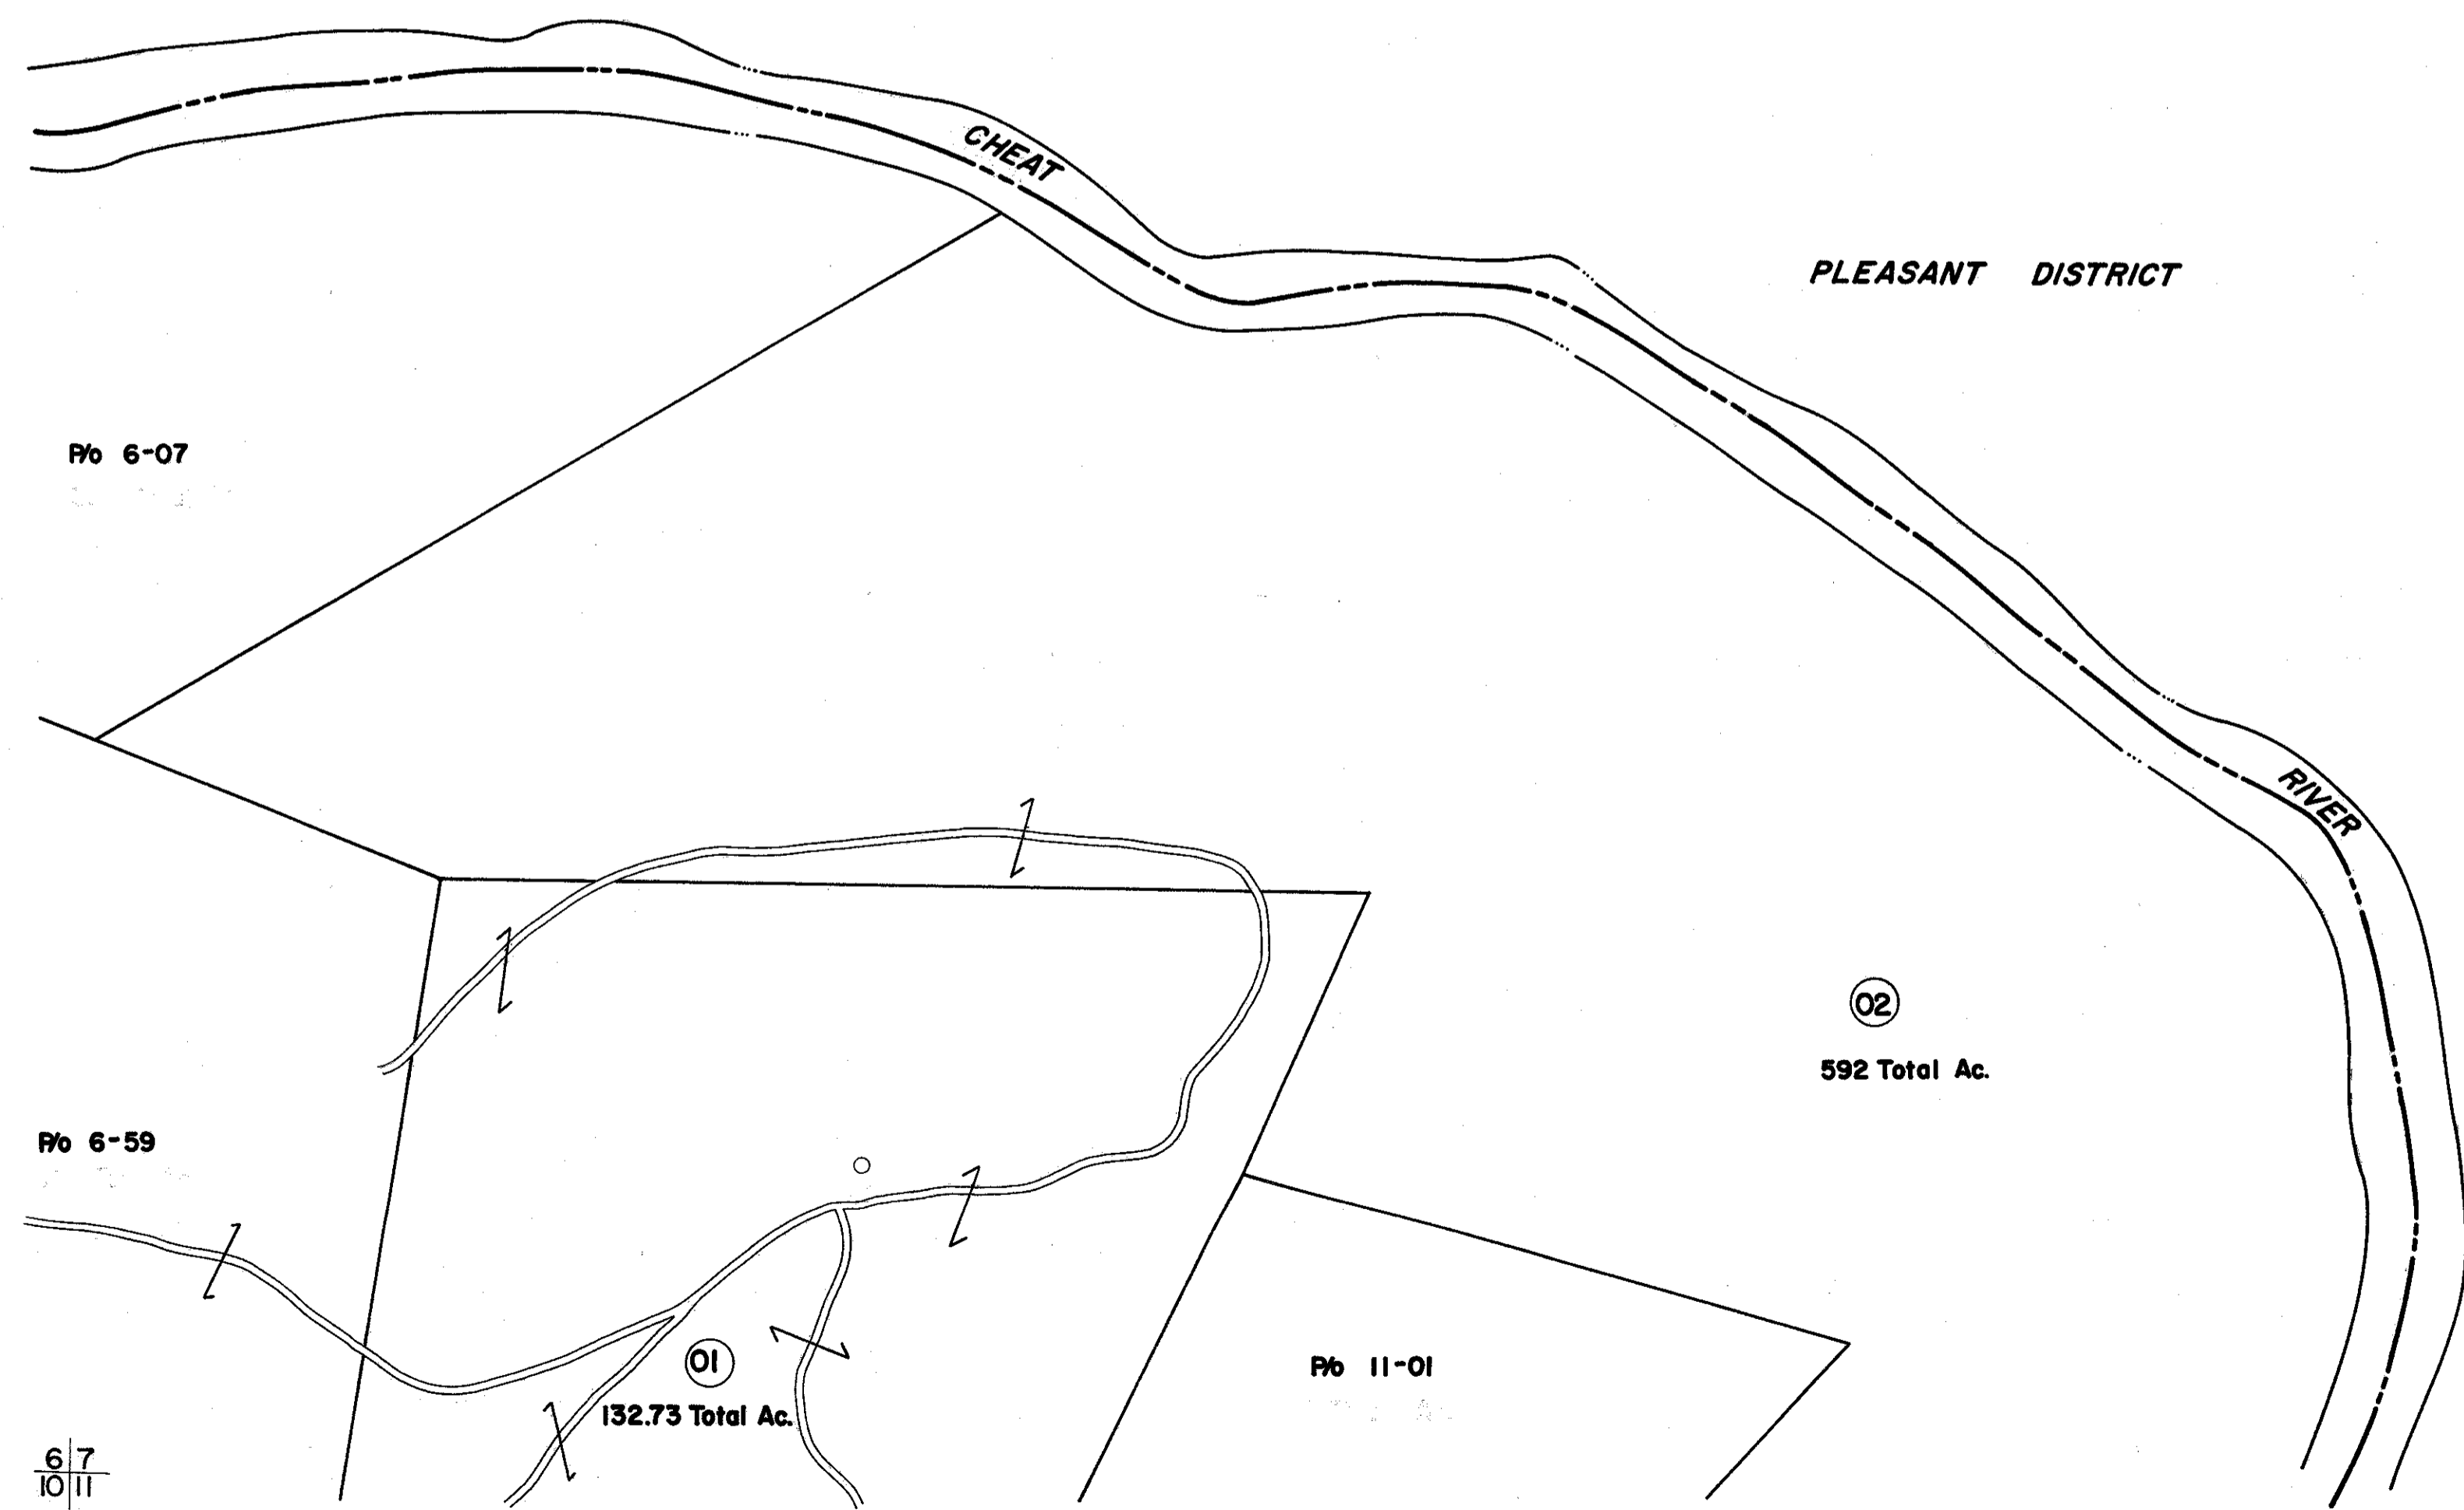 CHEAT
PLEASANT DISTRICT
P/o 6-07
RIVER
02
592 Total Ac.
P/o 6-59
01
132.73 Total Ac.
P/o 11-01
6 7
10 11